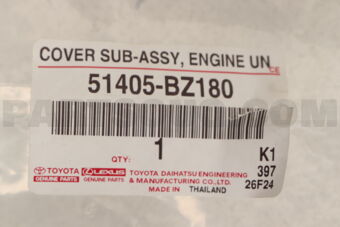 COVER SUB-ASSY, ENGINE UN
CE
51405-BZ180
QTY: 1 K1
TOYOTA GENUINE PARTS LEXUS GENUINE PARTS TOYOTA DAIHATSU ENGINEERING 397
& MANUFACTURING CO.,LTD. 26F24
MADE IN THAILAND